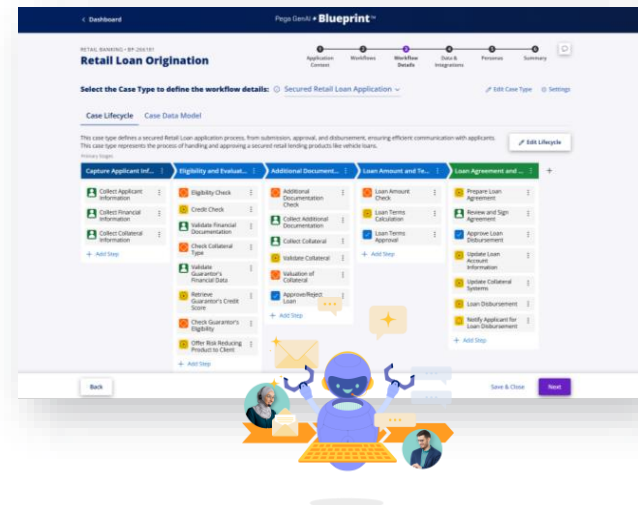 < Dashboard
Pega GenAI ✦ Blueprint™
RETAIL BANKING • BP-266181
Retail Loan Origination
Application Context
Workflows
Workflow Details
Data & Integrations
Personas
Summary
Select the Case Type to define the workflow details:
Secured Retail Loan Application
Edit Case Type
Settings
Case Lifecycle
Case Data Model
This case type defines a secured Retail Loan application process, from submission, approval, and disbursement, ensuring efficient communication with applicants.
This case type represents the process of handling and approving a secured retail lending products like vehicle loans.
Edit Lifecycle
Primary Stages
Capture Applicant Inf...
Eligibility and Evaluat...
Additional Document...
Loan Amount and Te...
Loan Agreement and ...
+
Collect Applicant
Information
Collect Financial
Information
Collect Collateral
Information
+ Add Step
Eligibility Check
Credit Check
Validate Financial
Documentation
Check Collateral
Type
Validate
Guarantor's
Financial Data
Retrieve
Guarantor's Credit
Score
Check Guarantor's
Eligibility
Offer Risk Reducing
Product to Client
+ Add Step
Additional
Documentation
Check
Collect Additional
Documentation
Collect Collateral
Validate Collateral
Valuation of
Collateral
Approve/Reject
Loan
+ Add Step
Loan Amount
Check
Loan Terms
Calculation
Loan Terms
Approval
+ Add Step
Prepare Loan
Agreement
Review and Sign
Agreement
Approve Loan
Disbursement
Update Loan
Account
Information
Update Collateral
Systems
Loan Disbursement
Notify Applicant for
Loan Disbursement
+ Add Step
Back
Save & Close
Next